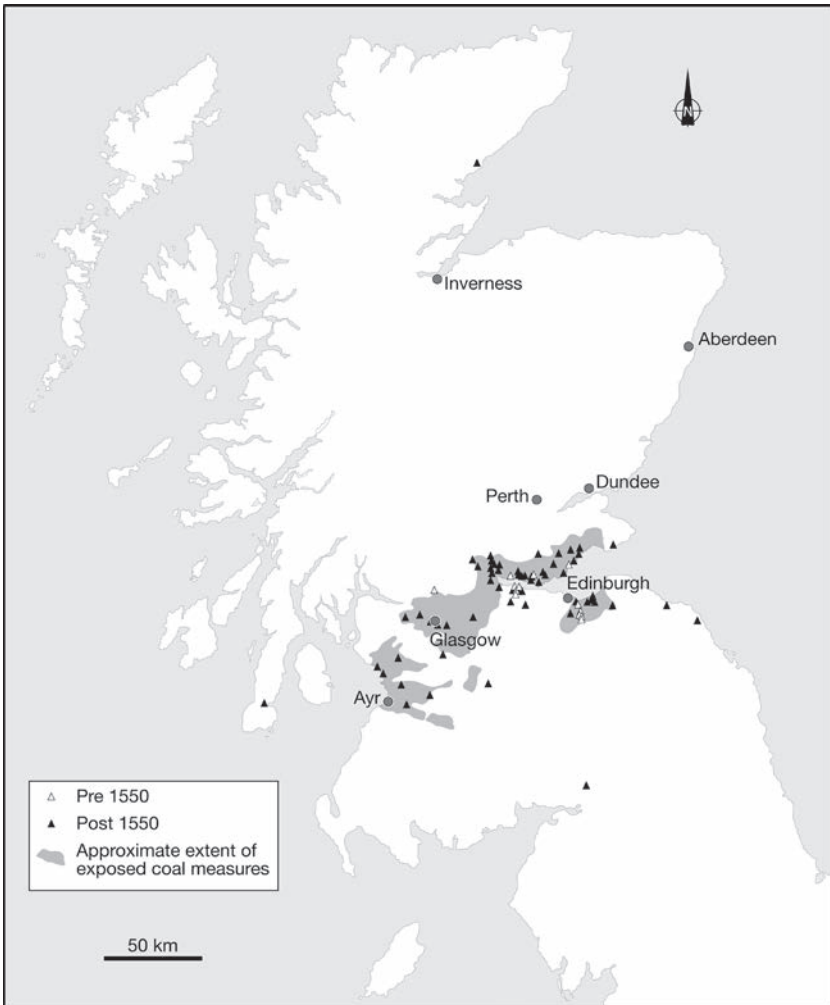 N
Inverness
Aberdeen
Dundee
Perth
Edinburgh
Glasgow
Ayr
Pre 1550
Post 1550
Approximate extent of
exposed coal measures
50 km